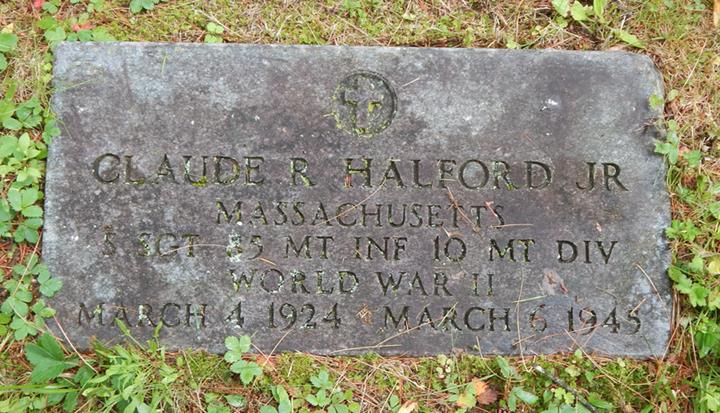 CLAUDE R HALFORD JR
MASSACHUSETTS
S SGT 85 MT INF 10 MT DIV
WORLD WAR II
MARCH 4 1924 MARCH 6 1945